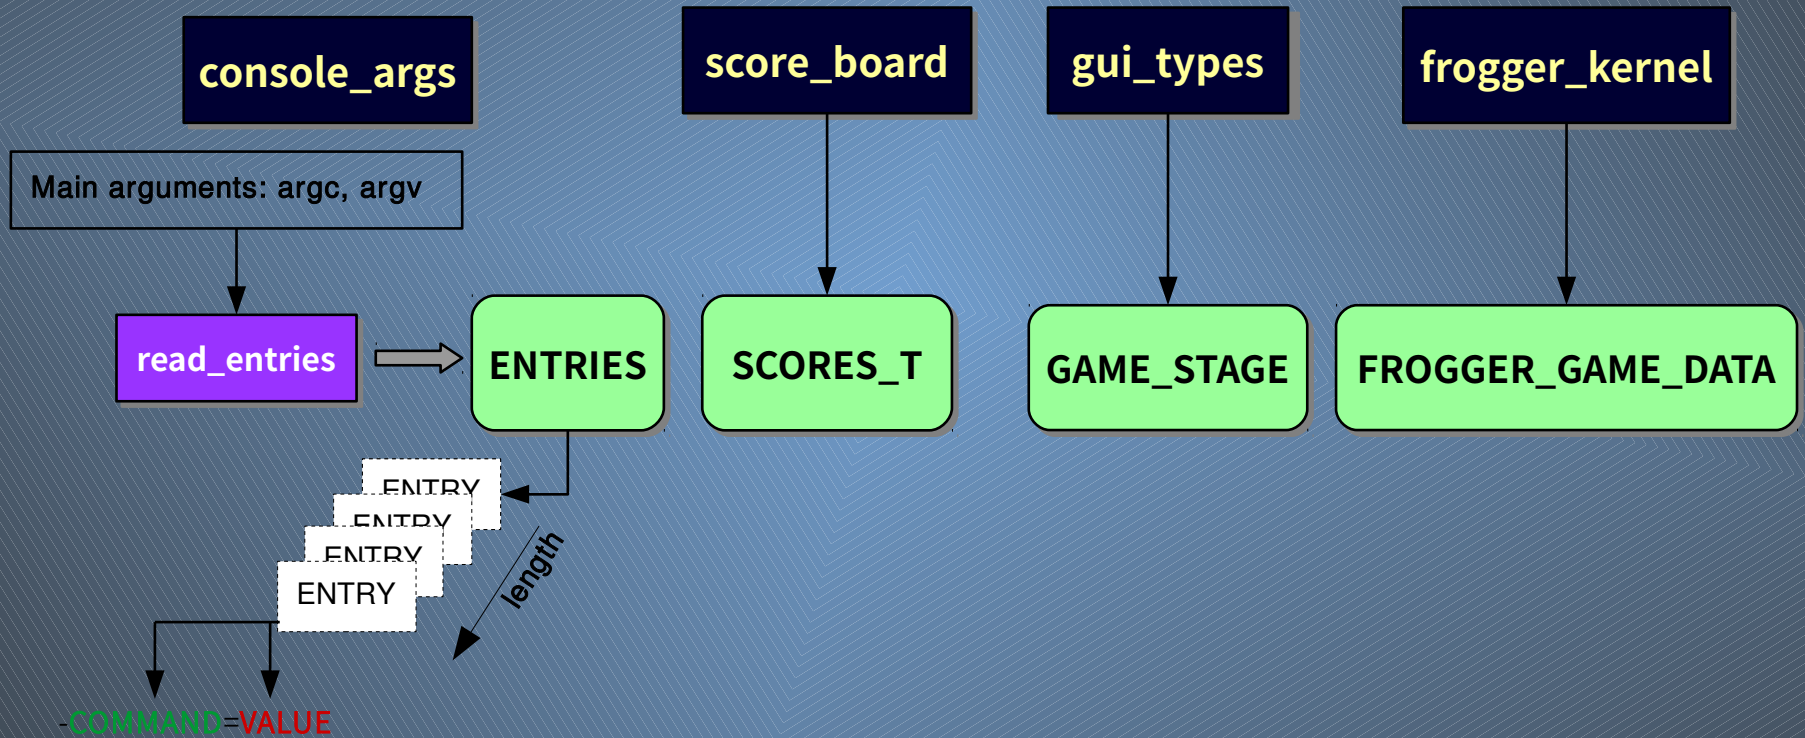 console_args
score_board
gui_types
frogger_kernel
Main arguments: argc, argv
read_entries
ENTRIES
SCORES_T
GAME_STAGE
FROGGER_GAME_DATA
ENTRY
ENTRY
ENTRY
ENTRY
length
-COMMAND=VALUE